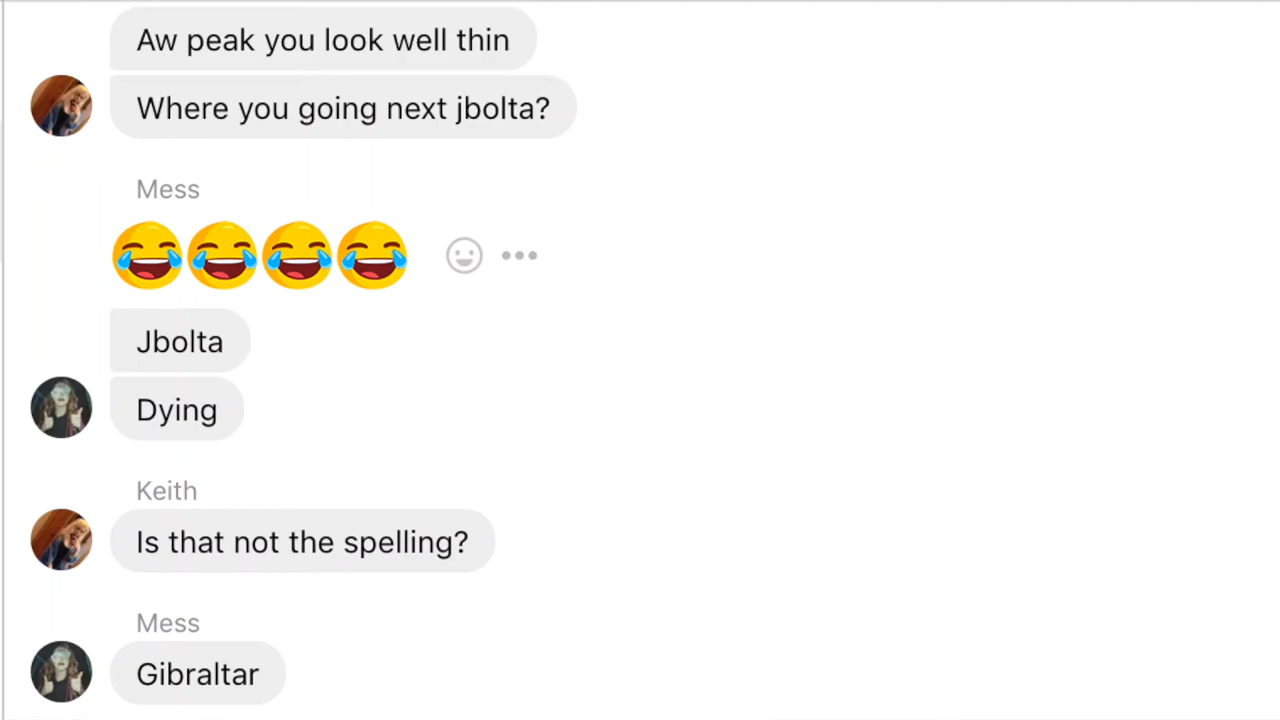 Aw peak you look well thin
Where you going next jbolta?
Mess
😂😂😂😂
Jbolta
Dying
Keith
Is that not the spelling?
Mess
Gibraltar